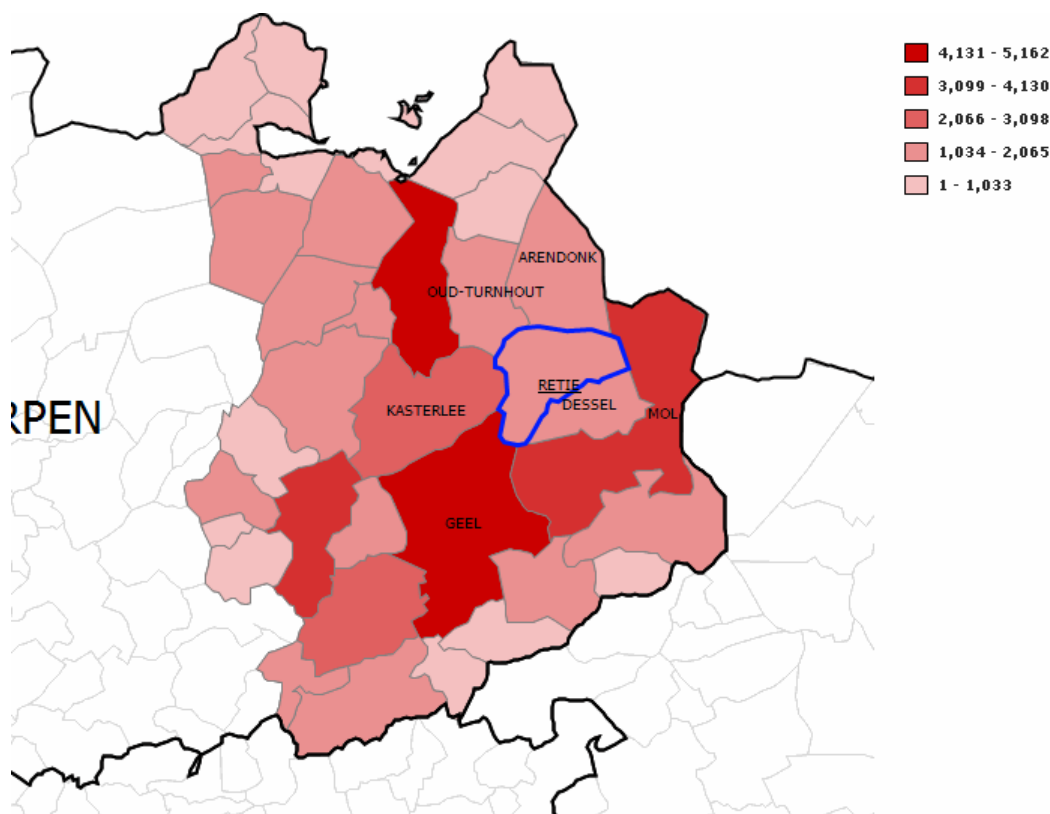 4,131 - 5,162
3,099 - 4,130
2,066 - 3,098
1,034 - 2,065
1 - 1,033
ARENDONK
OUD-TURNHOUT
RETIE
DESSEL
KASTERLEE
MOL
RPEN
GEEL